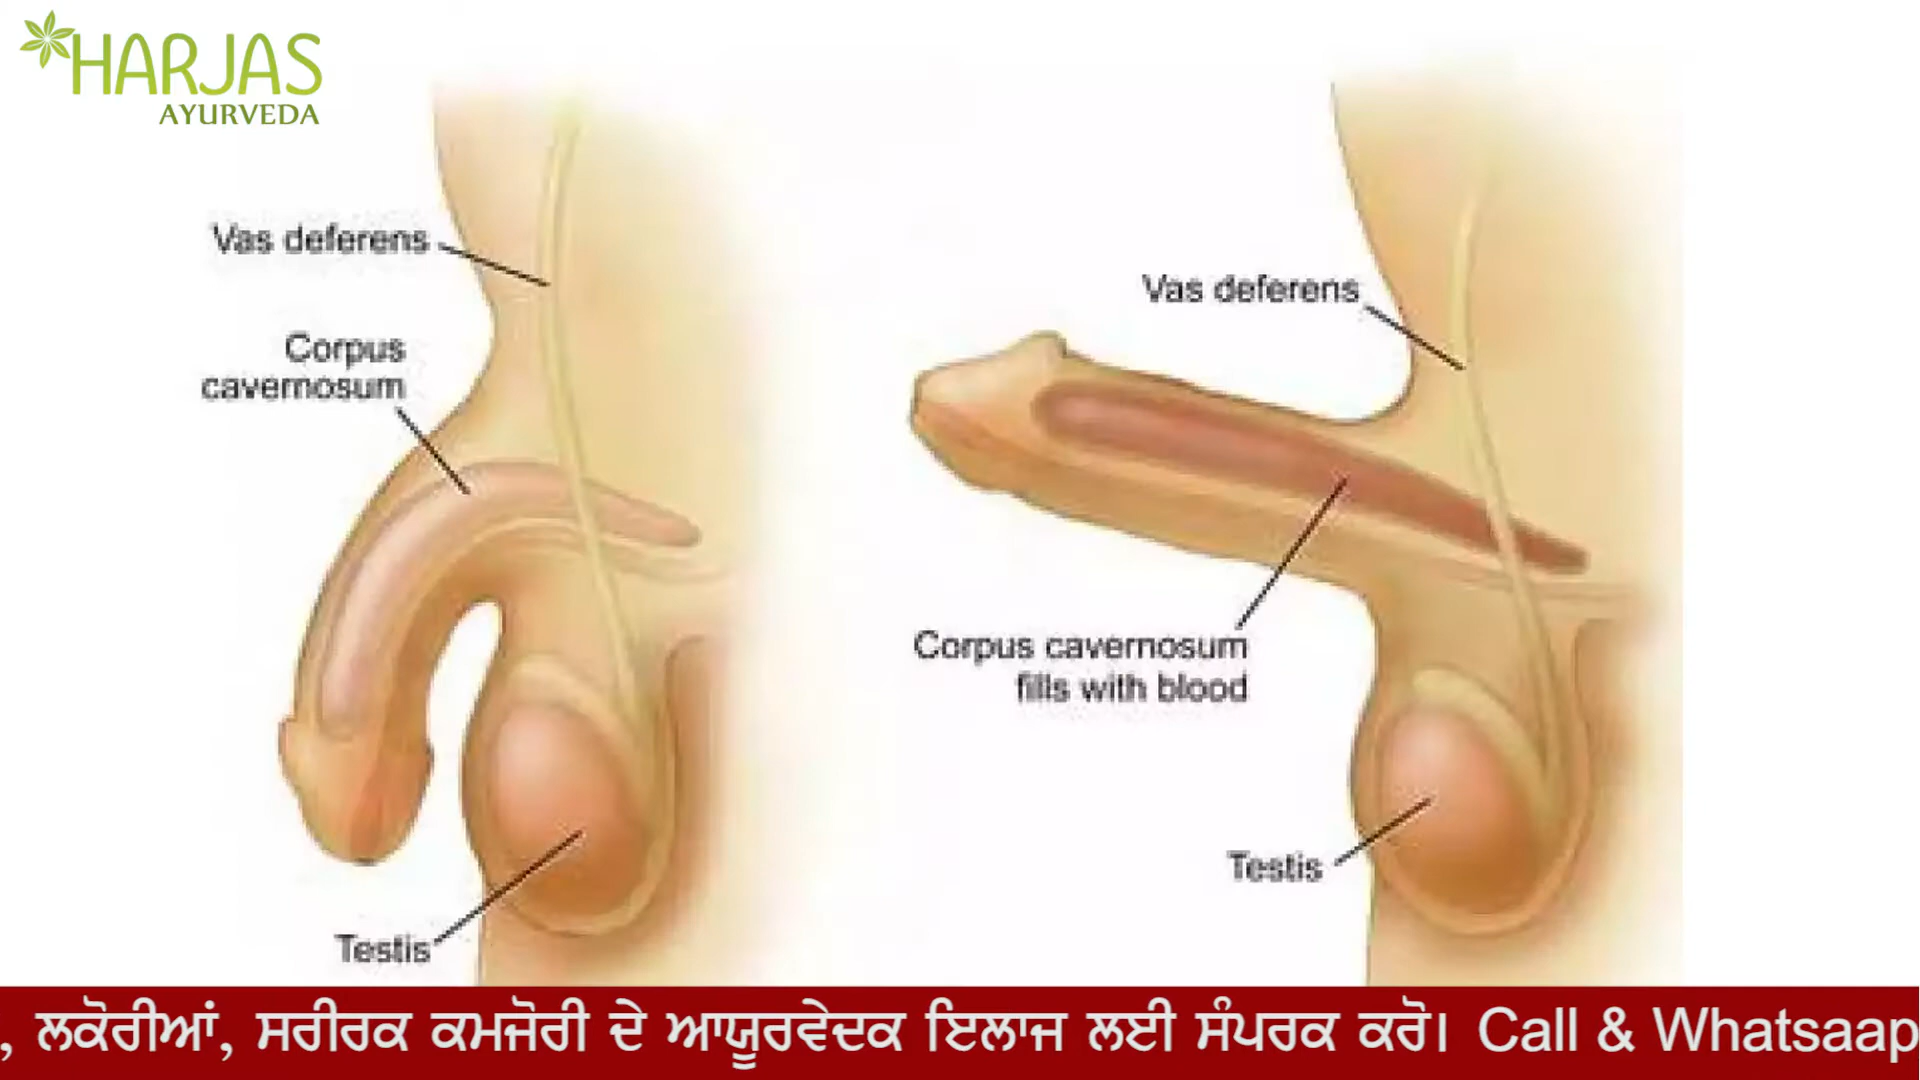 HARJAS
AYURVEDA
Vas deferens
Corpus
cavernosum
Testis
Vas deferens
Corpus cavernosum
fills with blood
Testis
, ਲਕੋਰੀਆਂ, ਸਰੀਰਕ ਕਮਜੋਰੀ ਦੇ ਆਯੂਰਵੇਦਕ ਇਲਾਜ ਲਈ ਸੰਪਰਕ ਕਰੋ। Call & Whatsaap